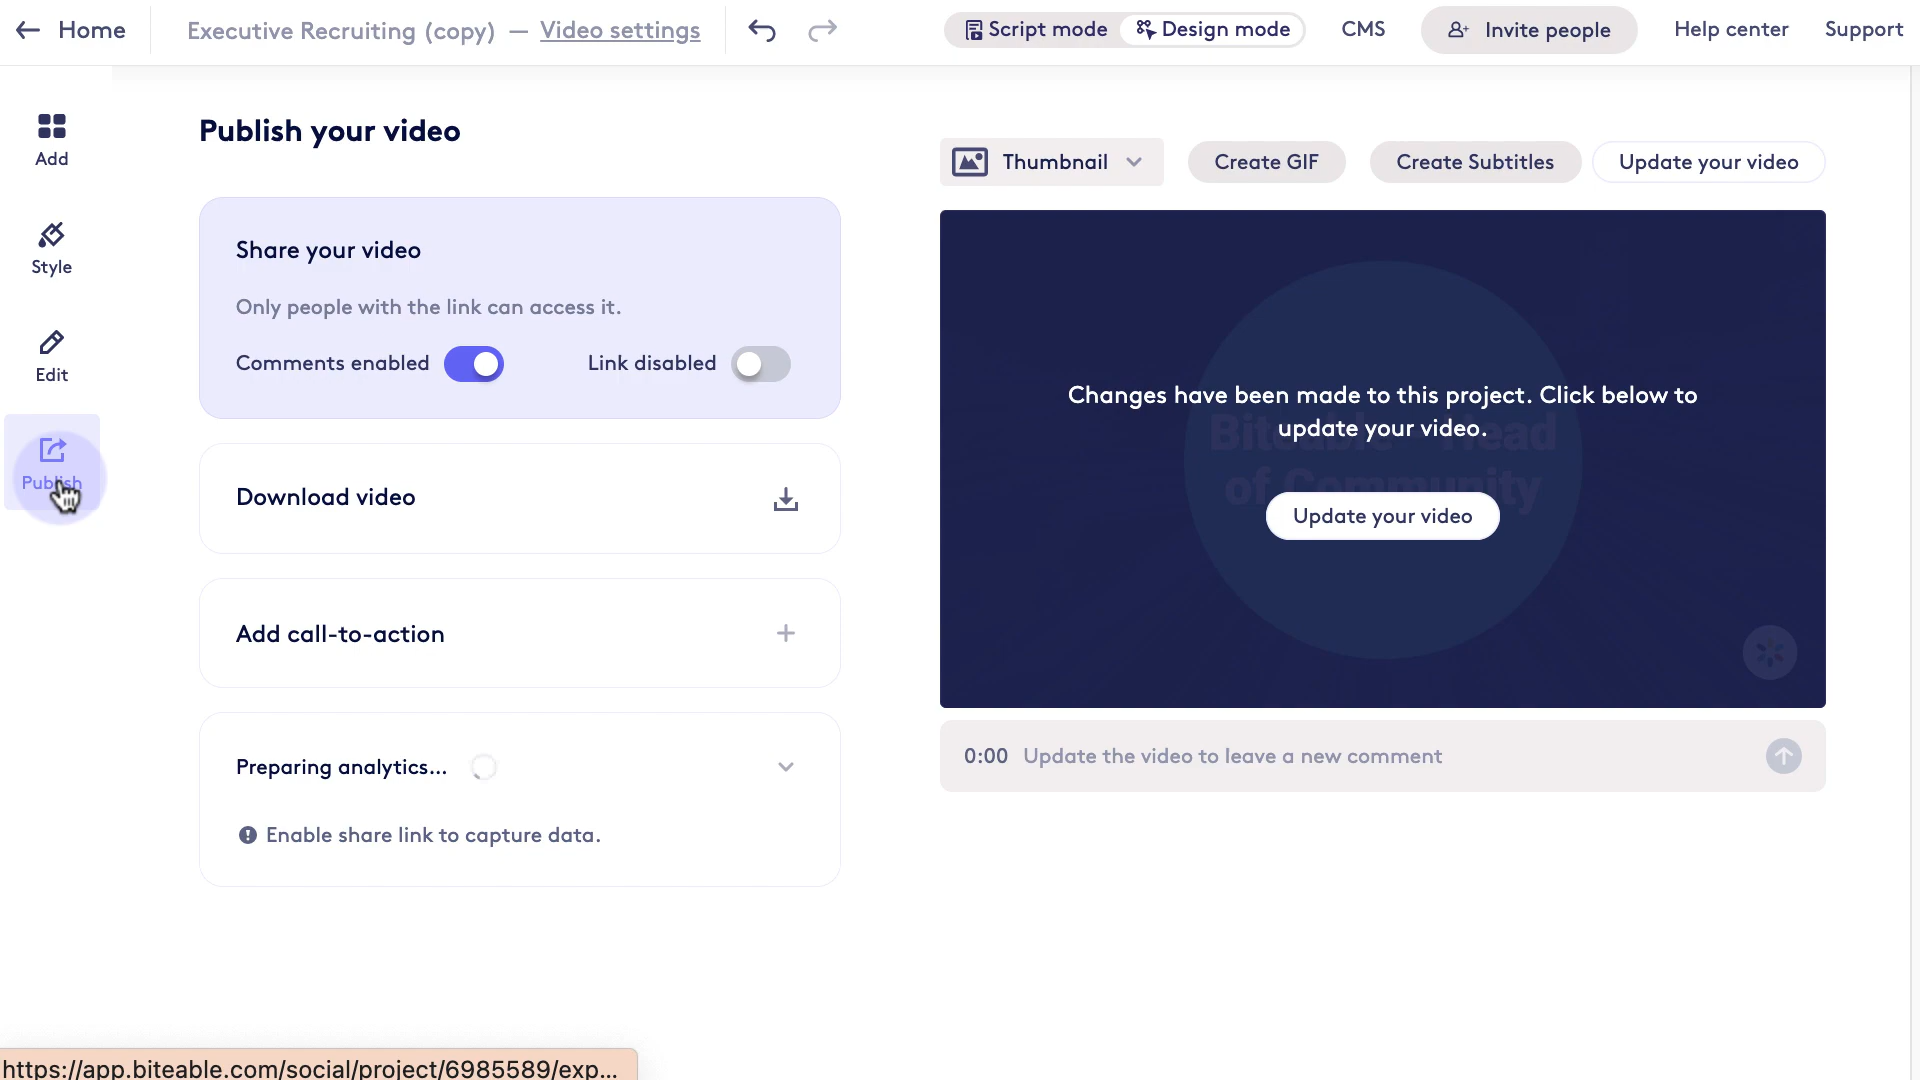 Home
Executive Recruiting (copy) — Video settings
Script mode
Design mode
CMS
Invite people
Help center
Support
Add
Style
Edit
Publish
Publish your video
Share your video
Only people with the link can access it.
Comments enabled
Link disabled
Download video
Add call-to-action
Preparing analytics...
Enable share link to capture data.
Thumbnail
Create GIF
Create Subtitles
Update your video
Changes have been made to this project. Click below to
update your video.
Biteable - Head
of Community
Update your video
0:00 Update the video to leave a new comment
https://app.biteable.com/social/project/6985589/exp...